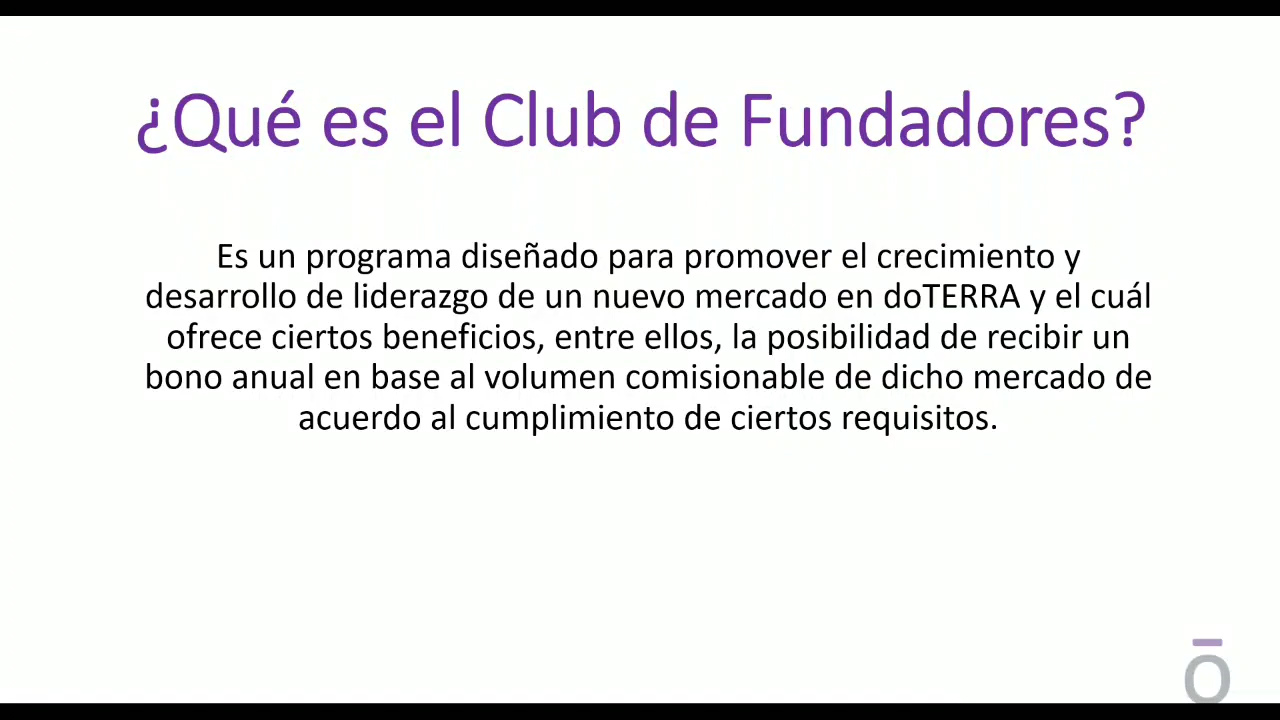 ¿Qué es el Club de Fundadores?
Es un programa diseñado para promover el crecimiento y
desarrollo de liderazgo de un nuevo mercado en doTERRA y el cuál
ofrece ciertos beneficios, entre ellos, la posibilidad de recibir un
bono anual en base al volumen comisionable de dicho mercado de
acuerdo al cumplimiento de ciertos requisitos.
ō